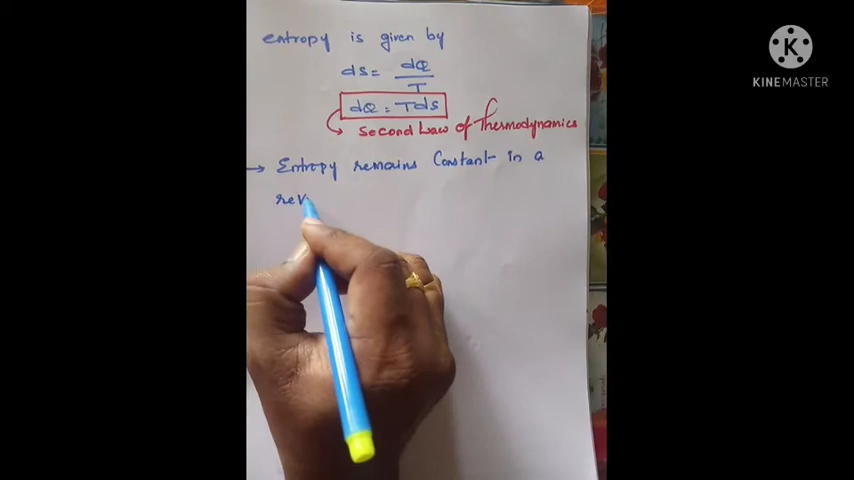 entropy is given by
dS = dQ / T
dQ = TdS
Second Law of Thermodynamics
→ Entropy remains Constant in a
rev
K
KINEMASTER